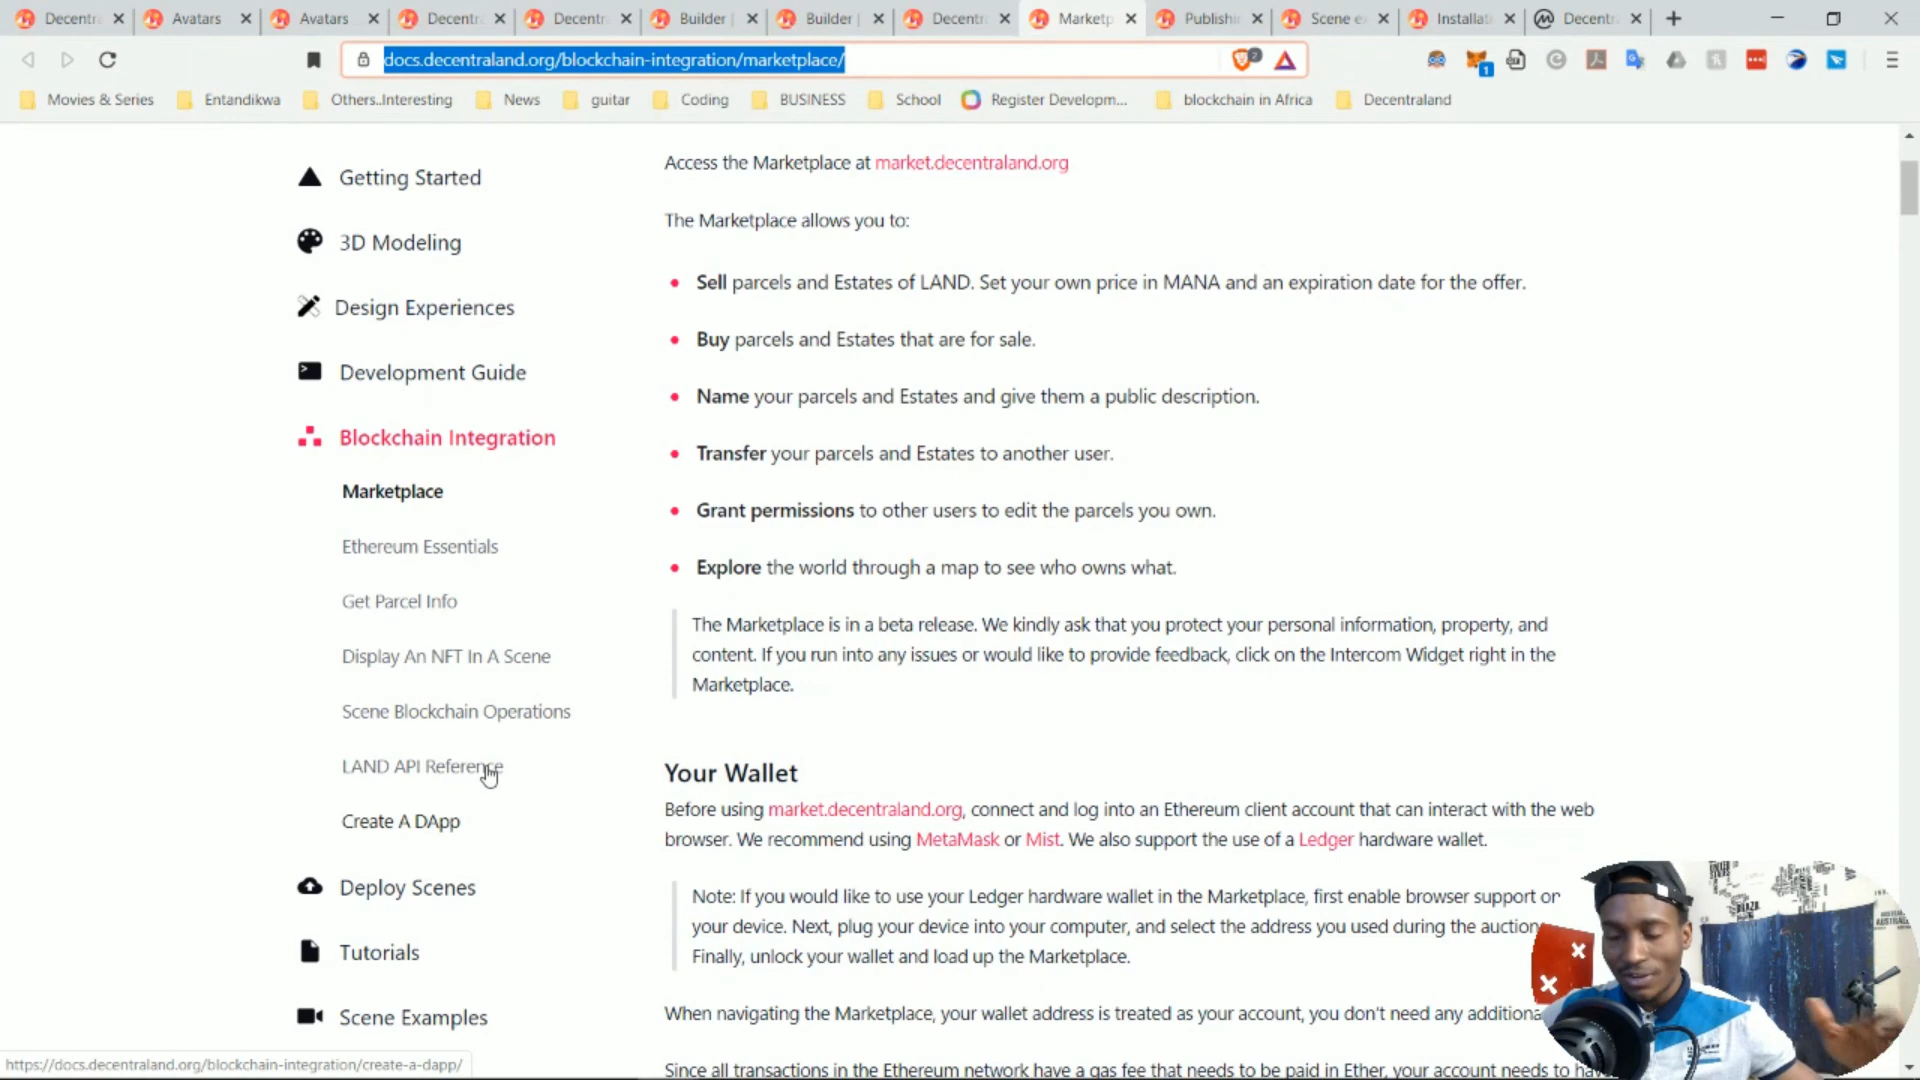 Decentra
Avatars
Avatars
Decentr
Decentr
Builder |
Builder |
Decentr
Marketp
Publishi
Scene e
Installat
Decentr
docs.decentraland.org/blockchain-integration/marketplace/
2
1
Movies & Series
Entandikwa
Others..Interesting
News
guitar
Coding
BUSINESS
School
Register Developm...
blockchain in Africa
Decentraland
Getting Started
3D Modeling
Design Experiences
Development Guide
Blockchain Integration
Marketplace
Ethereum Essentials
Get Parcel Info
Display An NFT In A Scene
Scene Blockchain Operations
LAND API Reference
Create A DApp
Deploy Scenes
Tutorials
Scene Examples
Access the Marketplace at market.decentraland.org
The Marketplace allows you to:
Sell parcels and Estates of LAND. Set your own price in MANA and an expiration date for the offer.
Buy parcels and Estates that are for sale.
Name your parcels and Estates and give them a public description.
Transfer your parcels and Estates to another user.
Grant permissions to other users to edit the parcels you own.
Explore the world through a map to see who owns what.
The Marketplace is in a beta release. We kindly ask that you protect your personal information, property, and
content. If you run into any issues or would like to provide feedback, click on the Intercom Widget right in the
Marketplace.
Your Wallet
Before using market.decentraland.org, connect and log into an Ethereum client account that can interact with the web
browser. We recommend using MetaMask or Mist. We also support the use of a Ledger hardware wallet.
Note: If you would like to use your Ledger hardware wallet in the Marketplace, first enable browser support on
your device. Next, plug your device into your computer, and select the address you used during the auction
Finally, unlock your wallet and load up the Marketplace.
When navigating the Marketplace, your wallet address is treated as your account, you don't need any additiona
Since all transactions in the Ethereum network have a gas fee that needs to be paid in Ether, your account needs to ha
https://docs.decentraland.org/blockchain-integration/create-a-dapp/